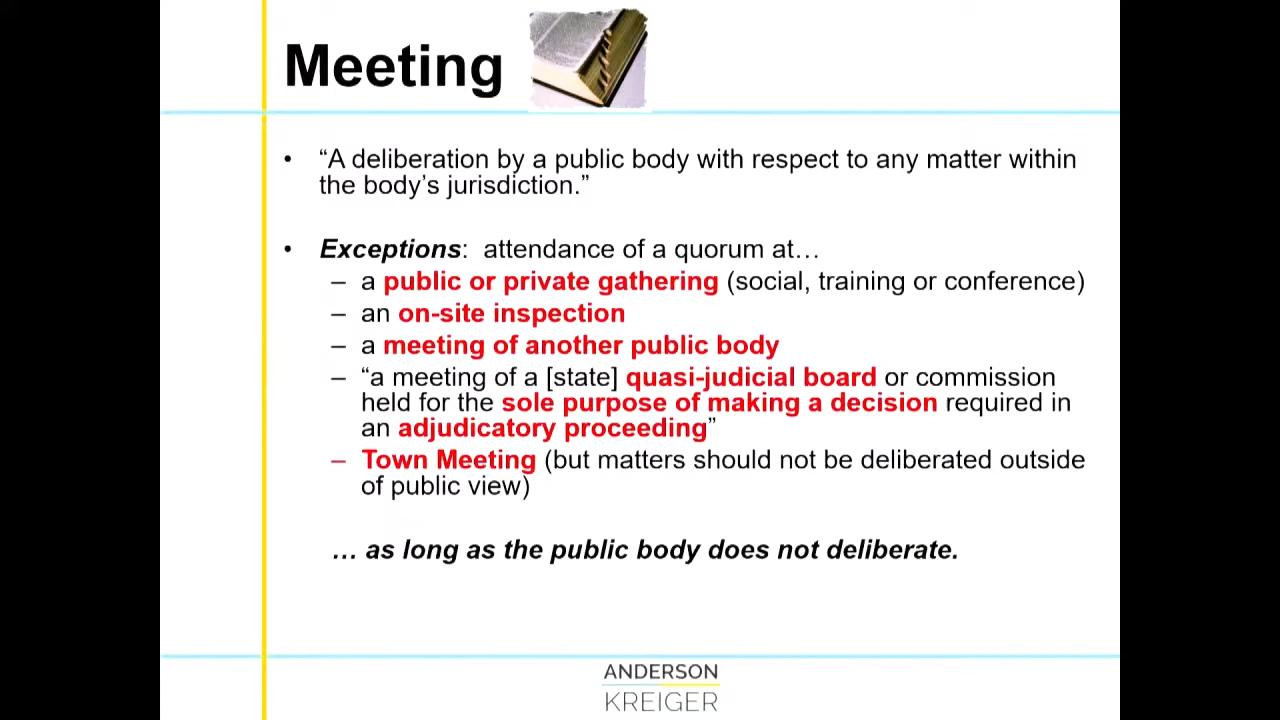 Meeting
• “A deliberation by a public body with respect to any matter within
the body’s jurisdiction.”
• Exceptions: attendance of a quorum at…
– a public or private gathering (social, training or conference)
– an on-site inspection
– a meeting of another public body
– “a meeting of a [state] quasi-judicial board or commission
held for the sole purpose of making a decision required in
an adjudicatory proceeding”
– Town Meeting (but matters should not be deliberated outside
of public view)
… as long as the public body does not deliberate.
ANDERSON
KREIGER